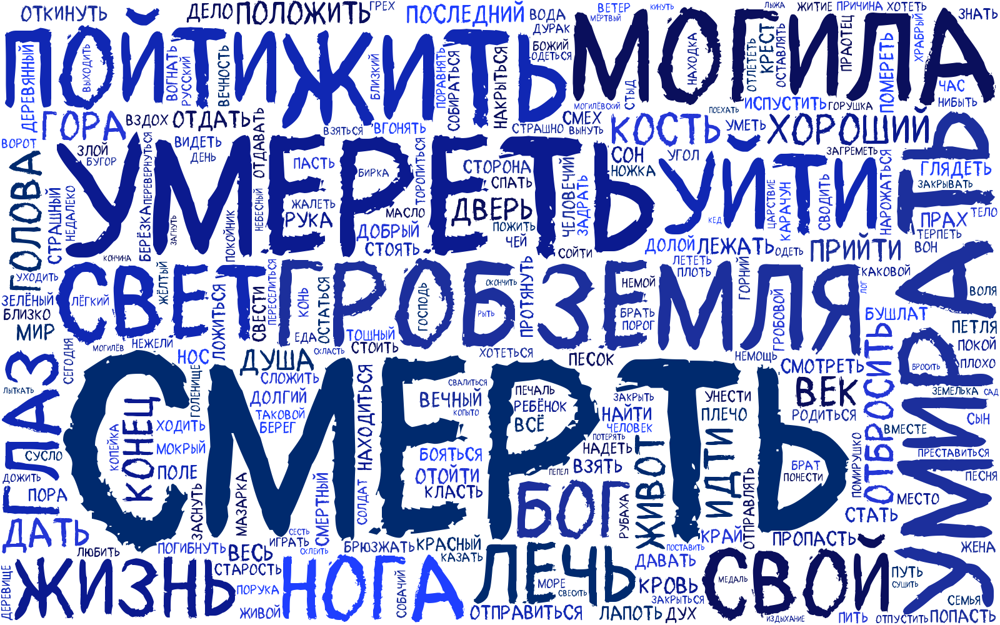 ОТКИНУТЬ
ДЕЛО
ПОЛОЖИТЬ
ГРЕХ
ПОСЛЕДНИЙ
ВОДА
ДУРАК
ВЕТЕР
МЁРТВЫЙ
КИНУТЬ
ЛЫЖА
ЖИТИЕ
ПРИЧИНА
ХОТЕТЬ
ЗНАТЬ
ПОЙТИ
ЖИТЬ
МОГИЛА
ДЕРЕВЯННЫЙ
ВЫХОДИТЬ
ВОГНАТЬ
РУССКИЙ
ВЕЧНОСТЬ
БЛИЗКИЙ
ПОРАВНЯТЬ
СОБИРАТЬСЯ
НАКРЫТЬСЯ
БОЖИЙ
ОДЕТЬСЯ
НАХОДКА
ОТЛЕТЕТЬ
КРЕСТ
ОСТАВЛЯТЬ
ПРАОТЕЦ
ПОМЕРЕТЬ
ХРАБРЫЙ
ЧАС
НИБЫТЬ
МОГИЛЁВСКИЙ
СТЫД
ПОЕХАТЬ
ИСПУСТИТЬ
ГОРУШКА
ГОРА
ВЗДОХ
ОТДАТЬ
ОТДАВАТЬ
ВЗЯТЬСЯ
ВГОНЯТЬ
СТРАШНО
СМЕХ
ВЫНУТЬ
КОСТЬ
УМЕТЬ
ХОРОШИЙ
ВОРОТ
ЗЛОЙ
БУГОР
ПЕРЕВЕРНУТЬСЯ
ВИДЕТЬ
ДЕНЬ
УМЕРЕТЬ
ПАСТЬ
БИРКА
ТОРОПИТЬСЯ
СТОРОНА
СПАТЬ
ЧЕЛОВЕЧИЙ
ЗАДРАТЬ
СОН
НОЖКА
УГОЛ
ЗАГРЕМЕТЬ
НАРОЖАТЬСЯ
ГЛЯДЕТЬ
ЗАКРЫВАТЬ
УЙТИ
ГОЛОВА
СТРАШНЫЙ
НЕДАЛЕКО
БЕРЁЗКА
ЗАГНУТЬ
ПОКОЙНИК
НЕБЕСНЫЙ
ЖАЛЕТЬ
РУКА
МАСЛО
ДВЕРЬ
ДОБРЫЙ
СТОЯТЬ
ПОЖИТЬ
ЧЕЙ
СОЙТИ
КЕД
ЦАРСТВИЕ
КАРАЧУН
СВОДИТЬ
ПРАХ
ТЕЛО
ТЕРПЕТЬ
ВОН
ДОЛОЙ
ЛЕЖАТЬ
ОДЕТЬ
ПРИЙТИ
ЛЕТЕТЬ
ПЛОТЬ
КОНЧИНА
УХОДИТЬ
СВЕТ
ГРОБ
ЗЕМЛЯ
ЛЁГКИЙ
ЖЁЛТЫЙ
ЛОЖИТЬСЯ
СВЕСТИ
ПЕРЕСЕЛИТЬСЯ
КОНЬ
ОСТАТЬСЯ
ГОСПОДЬ
ОКОНЧИТЬ
РЫТЬ
ПРОТЯНУТЬ
НЕМОЙ
БРАТЬ
ПОРОГ
ГОРНИЙ
ГРОБОВОЙ
КАКОВОЙ
ЛОГ
ВОЛЯ
ЗЕЛЁНЫЙ
БЛИЗКО
МИР
БУШЛАТ
ПЕТЛЯ
ПОКОЙ
ПЛОХО
СЕГОДНЯ
МОГИЛЁВ
НЕЖЕЛИ
НОС
ГОЛЕНИЩЕ
ЕДА
СКЛАСТЬ
ТОШНЫЙ
СТОИТЬ
ХОТЕТЬСЯ
ПЕСОК
НЕМОЩЬ
СМОТРЕТЬ
ОТБРОСИТЬ
БРОСИТЬ
УМИРАТЬ
ДУША
СЛОЖИТЬ
ДОЛГИЙ
ТАКОВОЙ
БЕРЕГ
СМЕРТЬ
ЛЫТКАТЬ
ГЛАЗ
НАХОДИТЬСЯ
СВАЛИТЬСЯ
ВЕЧНЫЙ
КОПЫТО
ПЕЧАЛЬ
РЕБЁНОК
ВСЁ
ЗАКРЫТЬ
НАЙТИ
ЧЕЛОВЕК
ПОТЕРЯТЬ
НАДЕТЬ
УНЕСТИ
ПЛЕЧО
ВЕК
РОДИТЬСЯ
ЗЕМЕЛЬКА
САД
СЫН
ВМЕСТЕ
ПРЕСТАВИТЬСЯ
ПЕСНЯ
КОНЕЦ
КОПЕЙКА
ХОДИТЬ
МОКРЫЙ
ПОЛЕ
СУСЛО
ДОЖИТЬ
ПОРА
БОЯТЬСЯ
ОТОЙТИ
КЛАСТЬ
ПЕПЕЛ
ВЗЯТЬ
ЖИВОТ
ИДТИ
БРАТ
ПОНЕСТИ
ПОМИРУШКО
МЕСТО
СТАТЬ
ЗАСНУТЬ
МАЗАРКА
СМЕРТНЫЙ
СОЛДАТ
БОГ
РУБАХА
ОТПРАВЛЯТЬ
ДАТЬ
ЛЮБИТЬ
ПОГИБНУТЬ
ВЕСЬ
СТАРОСТЬ
СЕСТЬ
ИГРАТЬ
СКЛЕИТЬ
БРЮЗЖАТЬ
КРАСНЫЙ
КАЗАТЬ
КРАЙ
ПОСТАВИТЬ
ДАВАТЬ
ПРОПАСТЬ
ЖЕНА
ДЕРЕВИЩЕ
ЖИЗНЬ
ПОРУКА
ЖИВОЙ
НОГА
СОБАЧИЙ
ЛЕЧЬ
МОРЕ
СВЕСИТЬ
ОТПРАВИТЬСЯ
КРОВЬ
ЗАКРЫТЬСЯ
ЛАПОТЬ
ДУХ
СВОЙ
МЕДАЛЬ
ИЗДЫХАНИЕ
ПУТЬ
СУШИТЬ
ПИТЬ
ОТПУСТИТЬ
СЕМЬЯ
ПОПАСТЬ